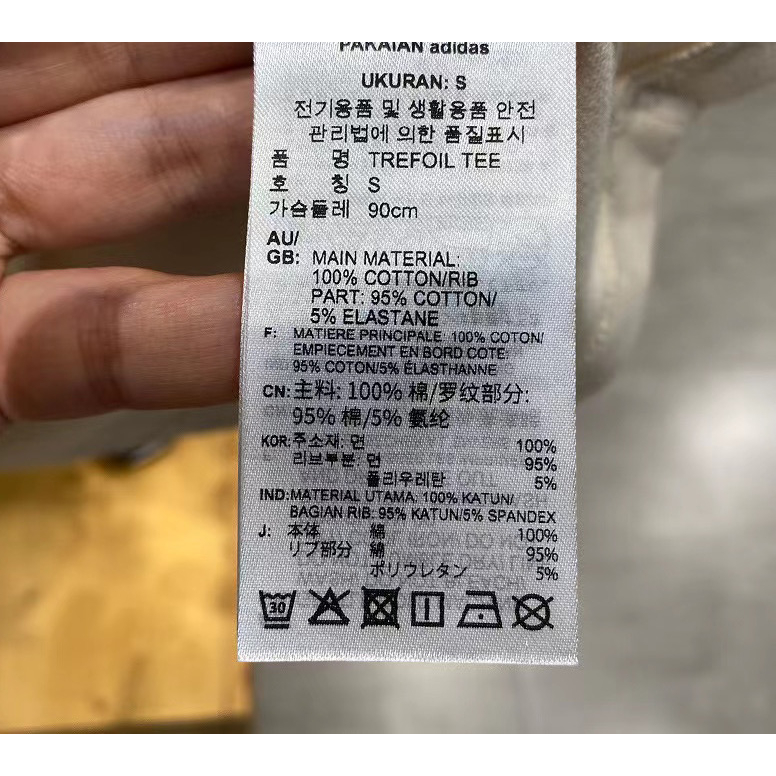 PAKAIAN adidas
UKURAN: S
전기용품 및 생활용품 안전
관리법에 의한 품질표시
품 명 TREFOIL TEE
호 칭 S
가슴둘레 90cm
AU/
GB: MAIN MATERIAL:
100% COTTON/RIB
PART: 95% COTTON/
5% ELASTANE
F: MATIERE PRINCIPALE: 100% COTON/
EMPIECEMENT EN BORD COTE:
95% COTON/5% ÉLASTHANNE
CN: 主料: 100% 棉/罗纹部分:
95% 棉/5% 氨纶
KOR: 주소재: 면 100%
리브부분: 면 95%
폴리우레탄 5%
IND: MATERIAL UTAMA: 100% KATUN/
BAGIAN RIB: 95% KATUN/5% SPANDEX
J: 本体 綿 100%
リブ部分 綿 95%
ポリウレタン 5%
30